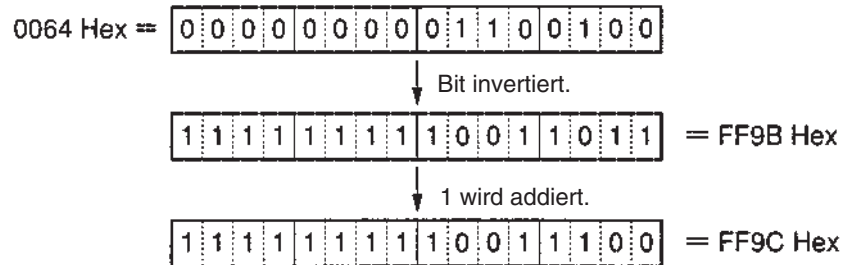 0064 Hex = 0 0 0 0 0 0 0 0 0 1 1 0 0 1 0 0
Bit invertiert.
1 1 1 1 1 1 1 1 1 0 0 1 1 0 1 1 = FF9B Hex
1 wird addiert.
1 1 1 1 1 1 1 1 1 0 0 1 1 1 0 0 = FF9C Hex